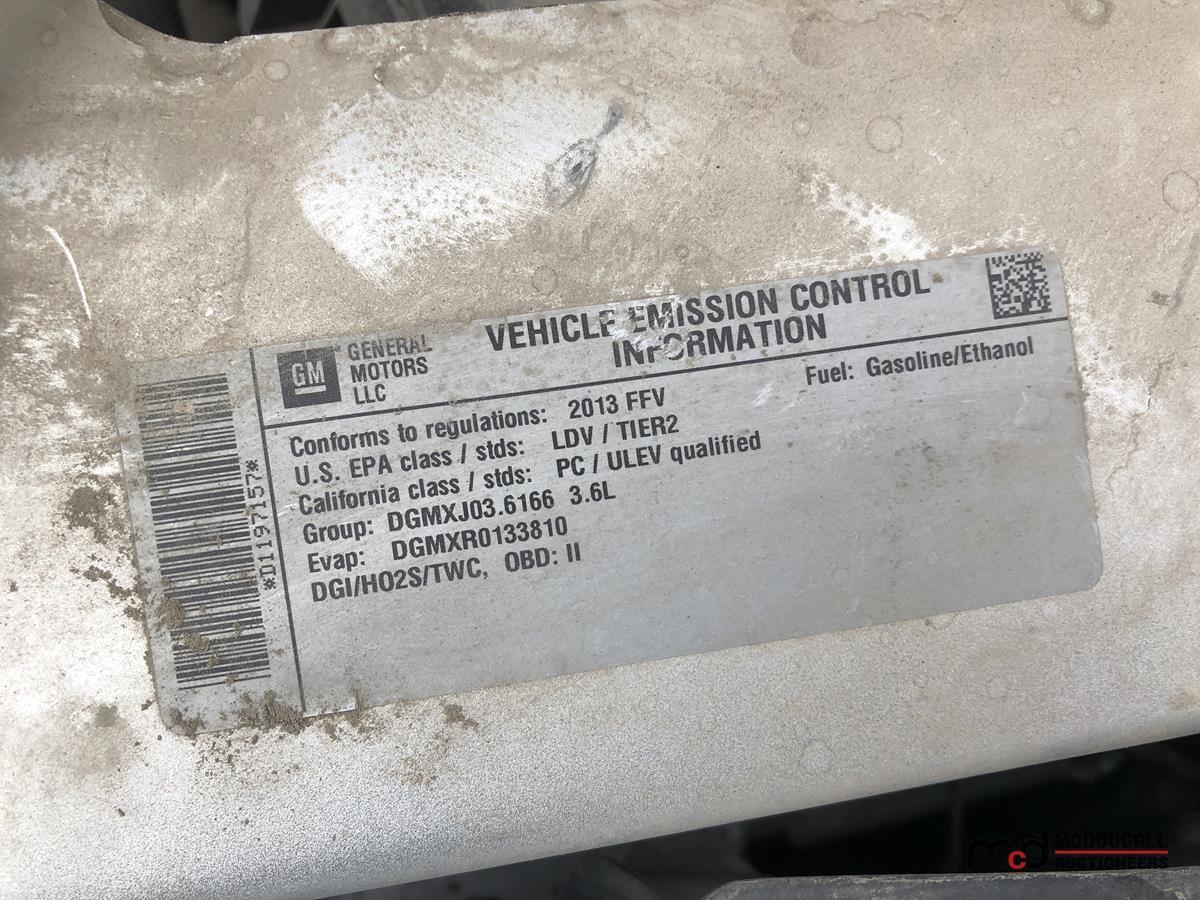 GM
GENERAL
MOTORS
LLC
VEHICLE EMISSION CONTROL
INFORMATION
Fuel: Gasoline/Ethanol
Conforms to regulations: 2013 FFV
U.S. EPA class / stds: LDV / TIER2
California class / stds: PC / ULEV qualified
Group: DGMXJ03.6166 3.6L
Evap: DGMXR0133810
DGI/HO2S/TWC, OBD: II
*D1197157*
mcd
MCDOUGALL
AUCTIONEERS